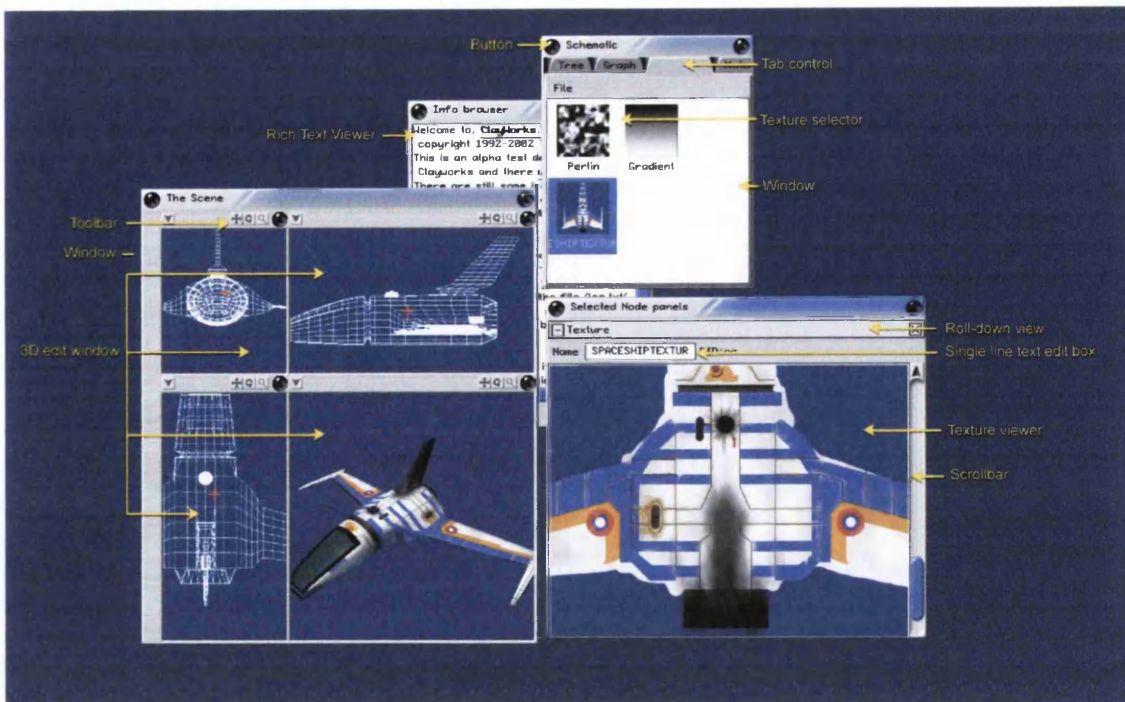 Button
Schematic
Tree
Graph
Tab control
File
Texture selector
Perlin
Gradient
Window
Info browser
Rich Text Viewer
Welcome to, ClayWorks.
copyright 1992-2002
This is an alpha test
Clayworks and there
There are still some
The Scene
Toolbar
Window
3D edit window
Selected Node panels
Texture
Roll-down view
Name SPACESHIPTEXTUR
Single line text edit box
Texture viewer
Scrollbar